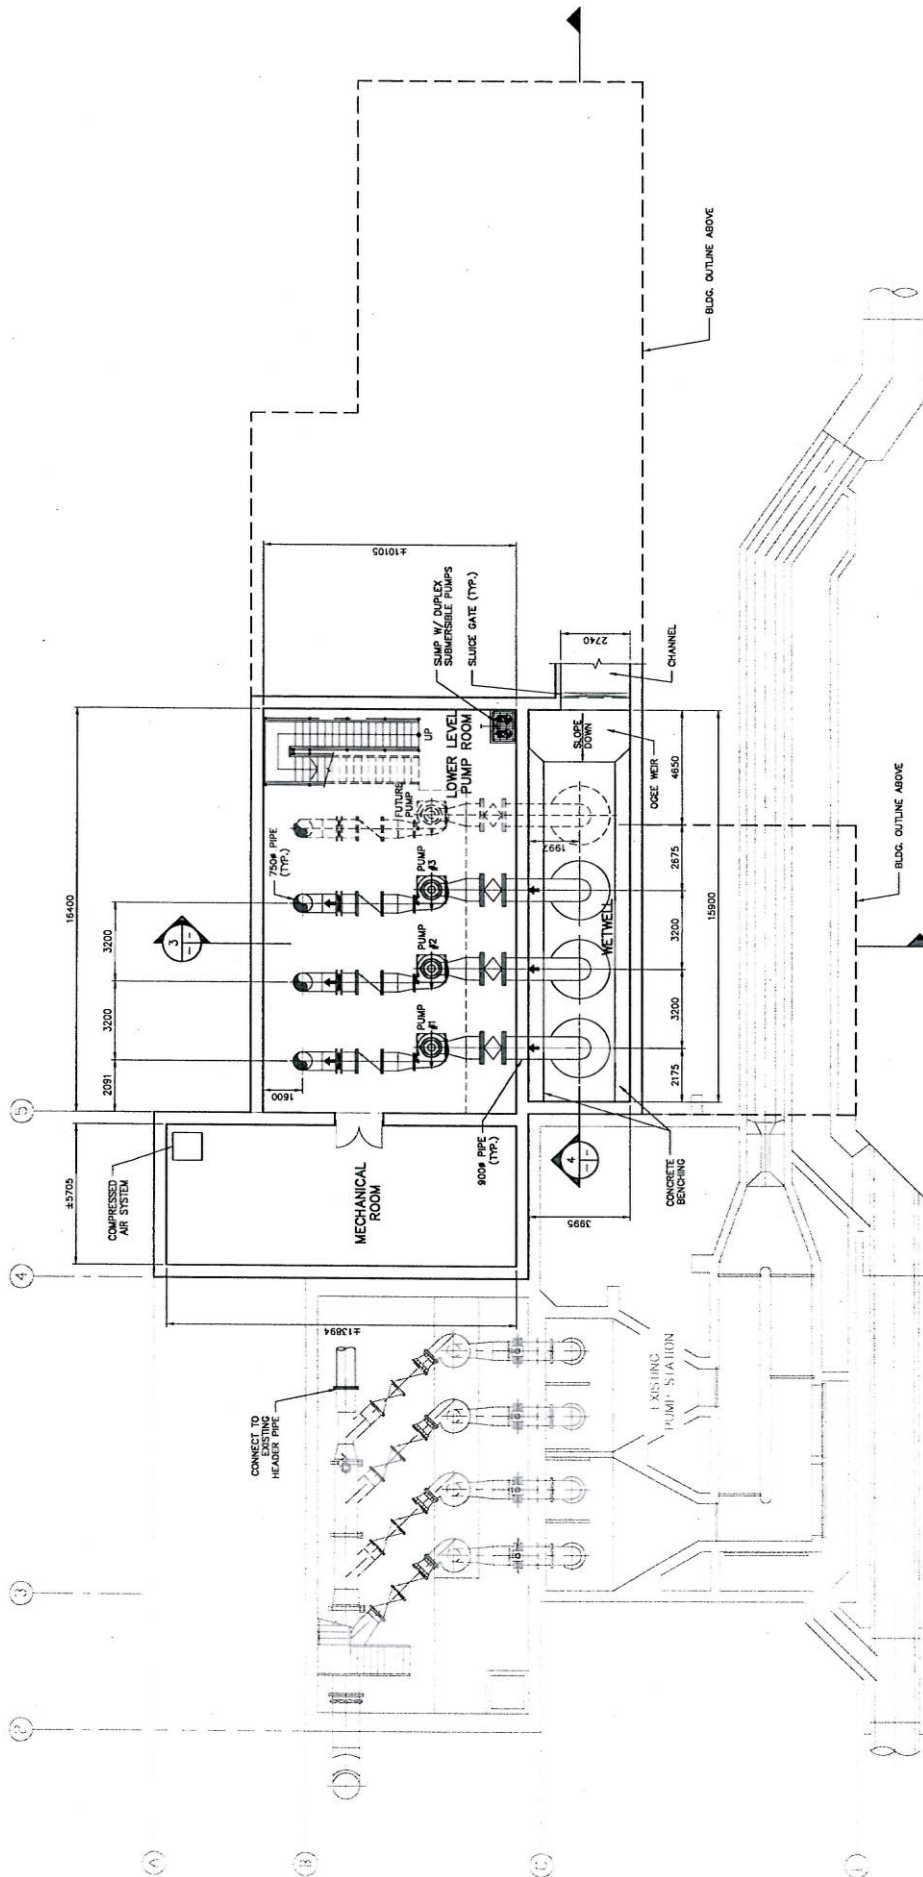 5
4
3
2
A
B
C
D
16400
3200
3200
2091
±5705
COMPRESSED
AIR SYSTEM
3
--
--
750ø PIPE
(TYP.)
1600
±10105
UP
FUTURE
PUMP
LOWER LEVEL
PUMP ROOM
PUMP
#3
PUMP
#2
PUMP
#1
SUMP W/ DUPLEX
SUBMERSIBLE PUMPS
SLUICE GATE (TYP.)
2740
CHANNEL
SLOPE
DOWN
OGEE WEIR
1997
WETWELL
4650
2675
3200
3200
2175
15900
900ø PIPE
(TYP.)
4
--
--
CONCRETE
BENCHING
3995
MECHANICAL
ROOM
±13894
CONNECT TO
EXISTING
HEADER PIPE
EXISTING
PUMP STATION
BLDG. OUTLINE ABOVE
BLDG. OUTLINE ABOVE